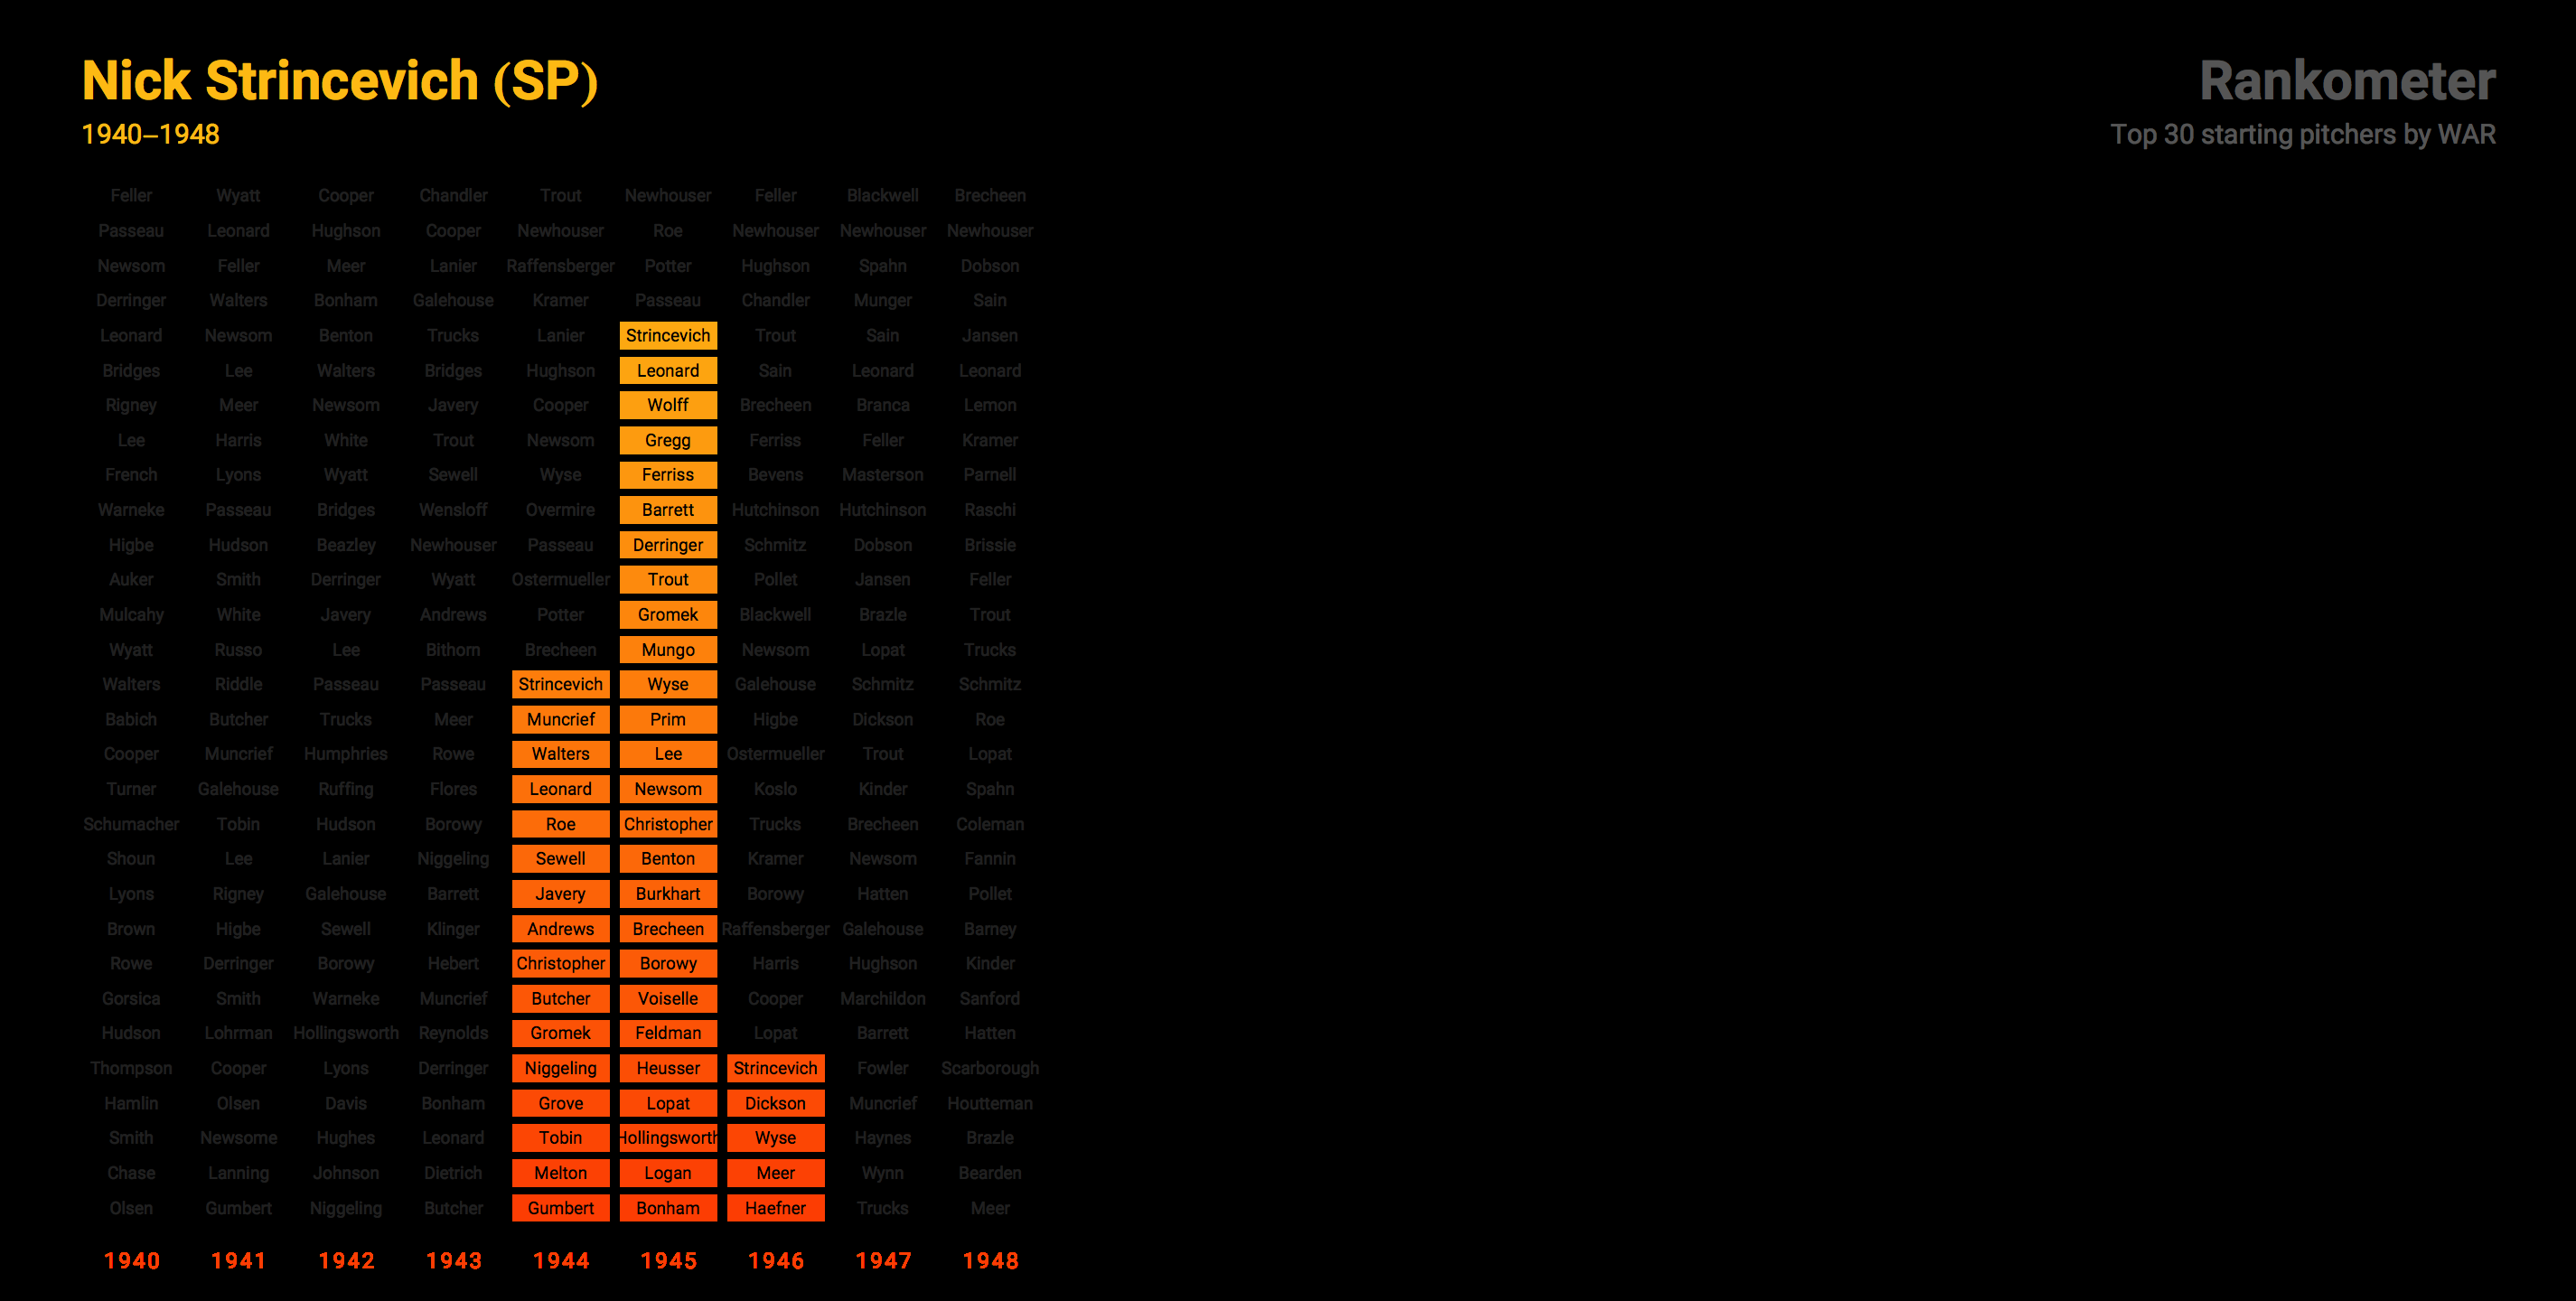 Nick Strincevich (SP)
1940–1948
Rankometer
Top 30 starting pitchers by WAR
Feller Wyatt Cooper Chandler Trout Newhouser Feller Blackwell Brecheen
Passeau Leonard Hughson Cooper Newhouser Roe Newhouser Newhouser Newhouser
Newsom Feller Meer Lanier Raffensberger Potter Hughson Spahn Dobson
Derringer Walters Bonham Galehouse Kramer Passeau Chandler Munger Sain
Leonard Newsom Benton Trucks Lanier Strincevich Trout Sain Jansen
Bridges Lee Walters Bridges Hughson Leonard Sain Leonard Leonard
Rigney Meer Newsom Javery Cooper Wolff Brecheen Branca Lemon
Lee Harris White Trout Newsom Gregg Ferriss Feller Kramer
French Lyons Wyatt Sewell Wyse Ferriss Bevens Masterson Parnell
Warneke Passeau Bridges Wensloff Overmire Barrett Hutchinson Hutchinson Raschi
Higbe Hudson Beazley Newhouser Passeau Derringer Schmitz Dobson Brissie
Auker Smith Derringer Wyatt Ostermueller Trout Pollet Jansen Feller
Mulcahy White Javery Andrews Potter Gromek Blackwell Brazle Trout
Wyatt Russo Lee Bithorn Brecheen Mungo Newsom Lopat Trucks
Walters Riddle Passeau Passeau Strincevich Wyse Galehouse Schmitz Schmitz
Babich Butcher Trucks Meer Muncrief Prim Higbe Dickson Roe
Cooper Muncrief Humphries Rowe Walters Lee Ostermueller Trout Lopat
Turner Galehouse Ruffing Flores Leonard Newsom Koslo Kinder Spahn
Schumacher Tobin Hudson Borowy Roe Christopher Trucks Brecheen Coleman
Shoun Lee Lanier Niggeling Sewell Benton Kramer Newsom Fannin
Lyons Rigney Galehouse Barrett Javery Burkhart Borowy Hatten Pollet
Brown Higbe Sewell Klinger Andrews Brecheen Raffensberger Galehouse Barney
Rowe Derringer Borowy Hebert Christopher Borowy Harris Hughson Kinder
Gorsica Smith Warneke Muncrief Butcher Voiselle Cooper Marchildon Sanford
Hudson Lohrman Hollingsworth Reynolds Gromek Feldman Lopat Barrett Hatten
Thompson Cooper Lyons Derringer Niggeling Heusser Strincevich Fowler Scarborough
Hamlin Olsen Davis Bonham Grove Lopat Dickson Muncrief Houtteman
Smith Newsome Hughes Leonard Tobin Hollingsworth Wyse Haynes Brazle
Chase Lanning Johnson Dietrich Melton Logan Meer Wynn Bearden
Olsen Gumbert Niggeling Butcher Gumbert Bonham Haefner Trucks Meer
1940 1941 1942 1943 1944 1945 1946 1947 1948